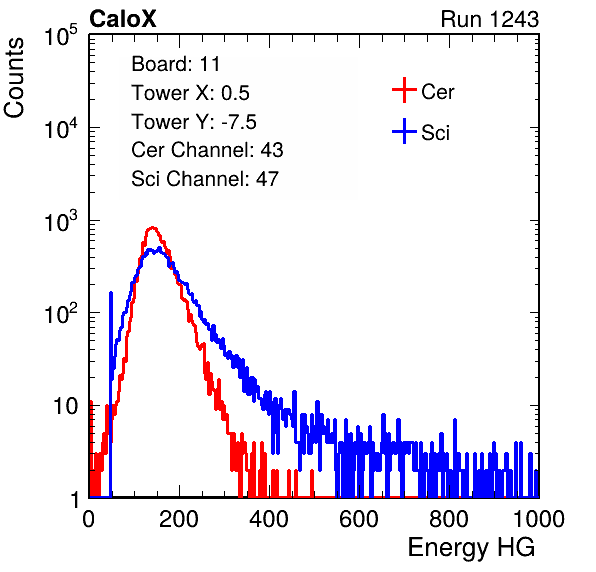 CaloX Run 1243
Counts
10^5
10^4
10^3
10^2
10
1
Board: 11
Tower X: 0.5
Tower Y: -7.5
Cer Channel: 43
Sci Channel: 47
Cer
Sci
0 200 400 600 800 1000
Energy HG